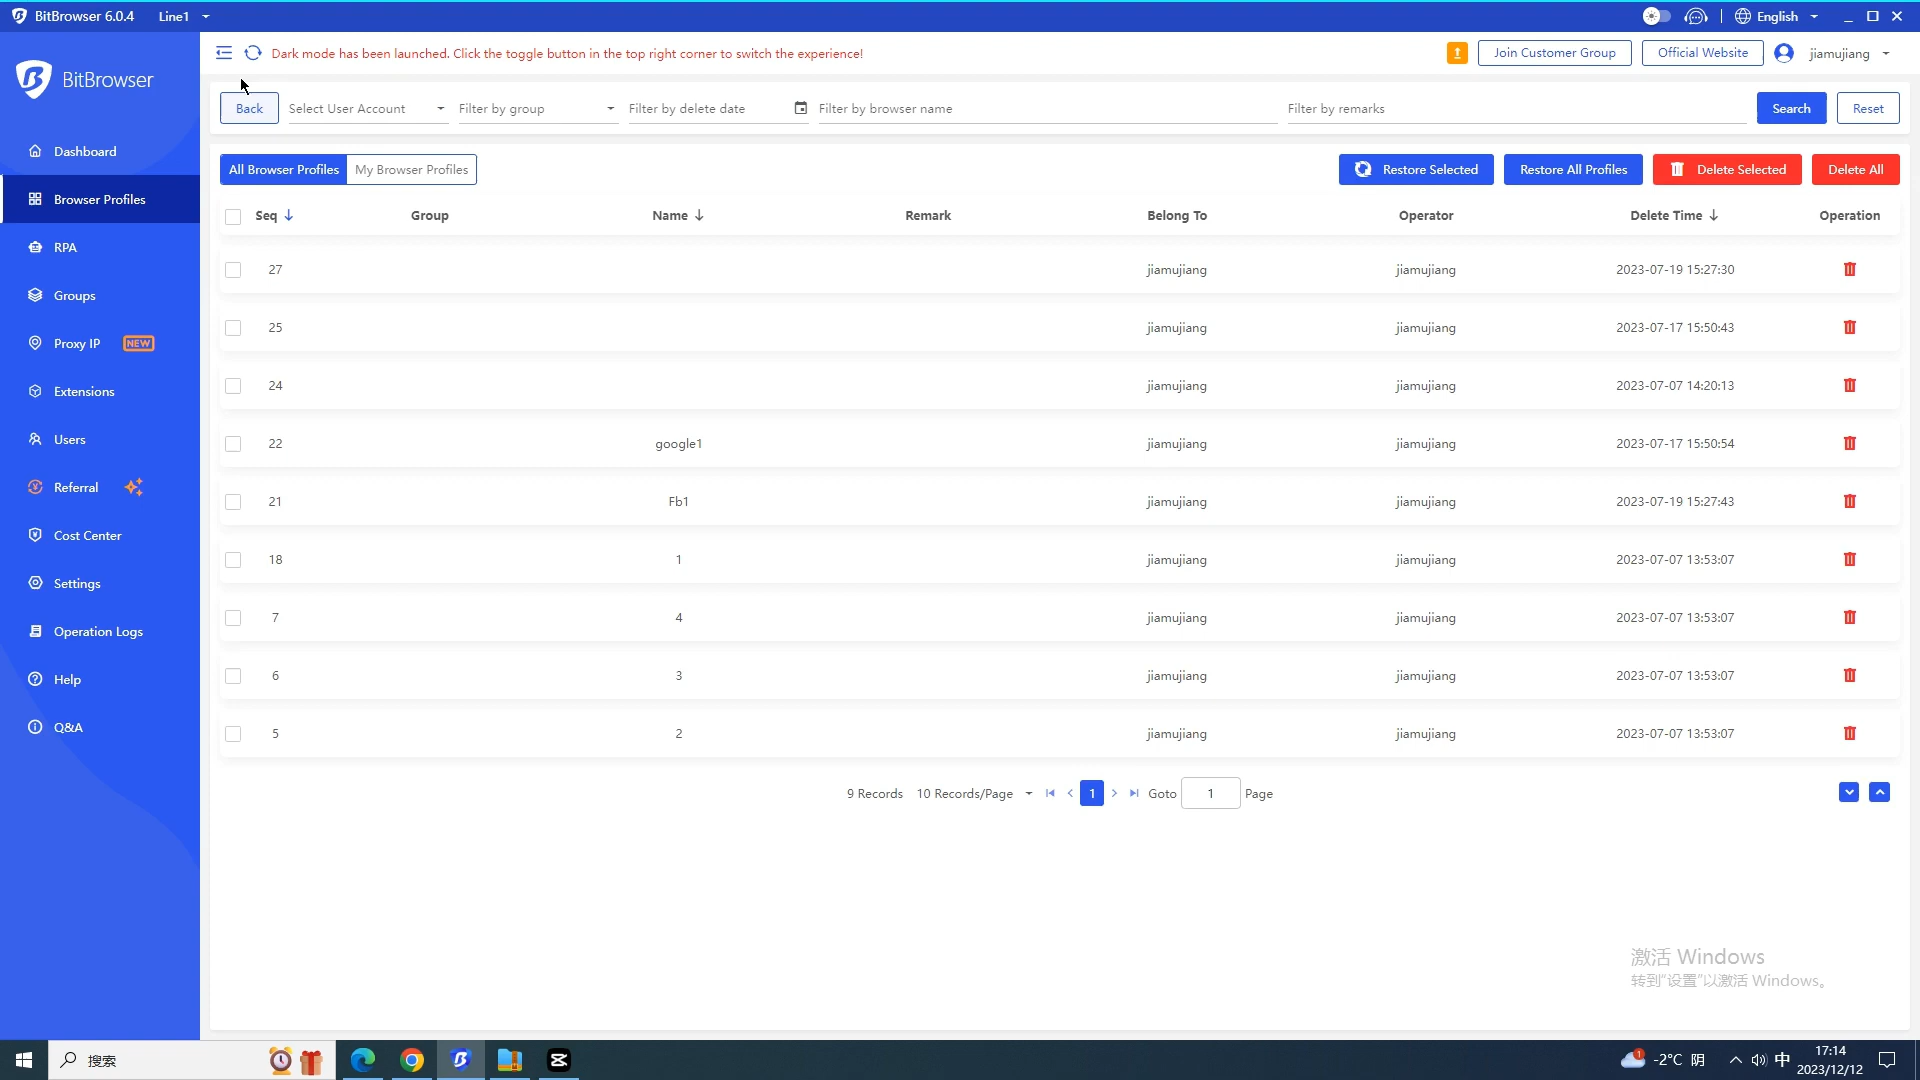 BitBrowser 6.0.4 Line1 English
BitBrowser
Dark mode has been launched. Click the toggle button in the top right corner to switch the experience! Join Customer Group Official Website jiamujiang
Back Select User Account Filter by group Filter by delete date Filter by browser name Filter by remarks Search Reset
Dashboard
Browser Profiles
RPA
Groups
Proxy IP NEW
Extensions
Users
Referral
Cost Center
Settings
Operation Logs
Help
Q&A
All Browser Profiles My Browser Profiles Restore Selected Restore All Profiles Delete Selected Delete All
Seq Group Name Remark Belong To Operator Delete Time Operation
27 jiamujiang jiamujiang 2023-07-19 15:27:30
25 jiamujiang jiamujiang 2023-07-17 15:50:43
24 jiamujiang jiamujiang 2023-07-07 14:20:13
22 google1 jiamujiang jiamujiang 2023-07-17 15:50:54
21 Fb1 jiamujiang jiamujiang 2023-07-19 15:27:43
18 1 jiamujiang jiamujiang 2023-07-07 13:53:07
7 4 jiamujiang jiamujiang 2023-07-07 13:53:07
6 3 jiamujiang jiamujiang 2023-07-07 13:53:07
5 2 jiamujiang jiamujiang 2023-07-07 13:53:07
9 Records 10 Records/Page 1 Goto 1 Page
激活 Windows
转到"设置"以激活 Windows。
搜索 1 -2°C 阴 中 17:14
2023/12/12